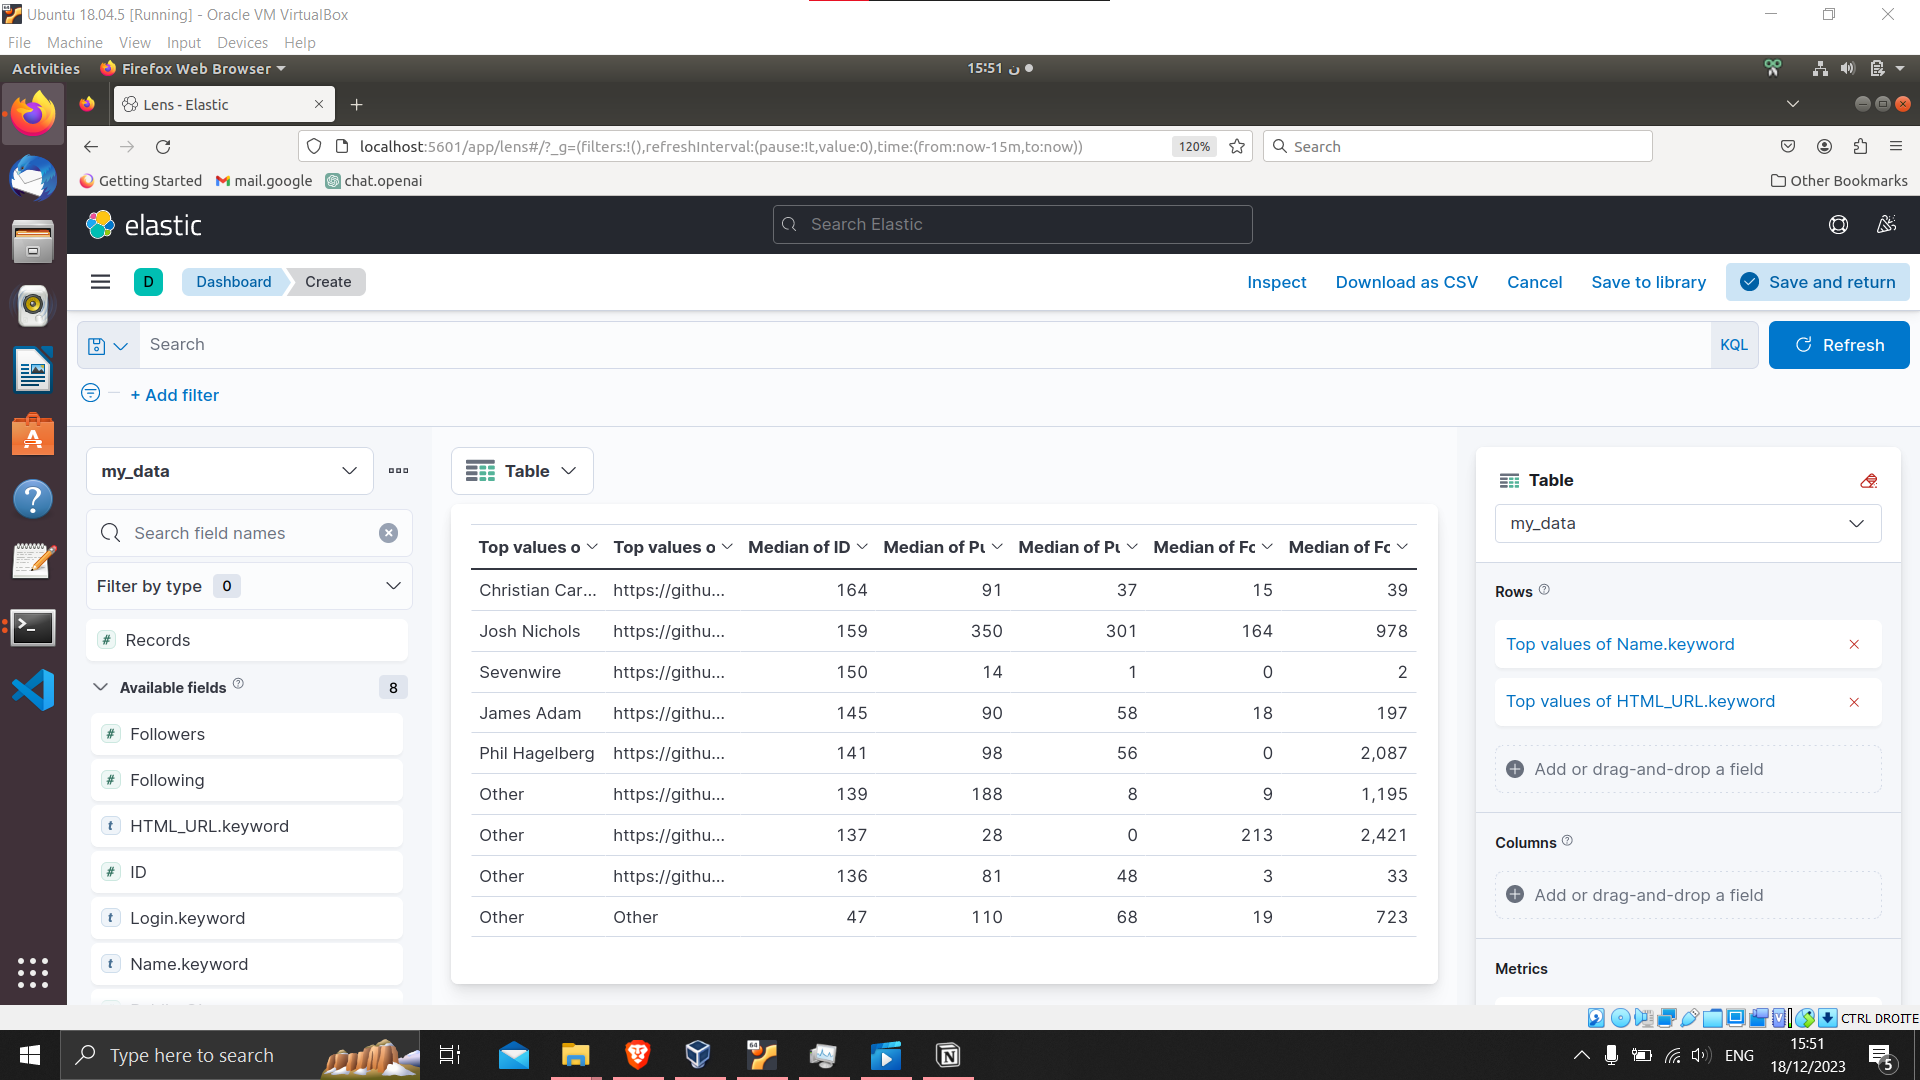 Ubuntu 18.04.5 [Running] - Oracle VM VirtualBox
File Machine View Input Devices Help
Activities Firefox Web Browser 15:51 ن
Lens - Elastic
localhost:5601/app/lens#/?_g=(filters:!(),refreshInterval:(pause:!t,value:0),time:(from:now-15m,to:now)) 120% Search
Getting Started mail.google chat.openai Other Bookmarks
elastic Search Elastic
D Dashboard Create Inspect Download as CSV Cancel Save to library Save and return
Search KQL Refresh
+ Add filter
my_data
Search field names
Filter by type 0
Records
Available fields 8
Followers
Following
HTML_URL.keyword
ID
Login.keyword
Name.keyword
Table
Top values o Top values o Median of ID Median of Pu Median of Pu Median of Fo Median of Fo
Christian Car... https://githu... 164 91 37 15 39
Josh Nichols https://githu... 159 350 301 164 978
Sevenwire https://githu... 150 14 1 0 2
James Adam https://githu... 145 90 58 18 197
Phil Hagelberg https://githu... 141 98 56 0 2,087
Other https://githu... 139 188 8 9 1,195
Other https://githu... 137 28 0 213 2,421
Other https://githu... 136 81 48 3 33
Other Other 47 110 68 19 723
Table
my_data
Rows
Top values of Name.keyword
Top values of HTML_URL.keyword
Add or drag-and-drop a field
Columns
Add or drag-and-drop a field
Metrics
CTRL DROITE
Type here to search 64 ENG 15:51
18/12/2023 5